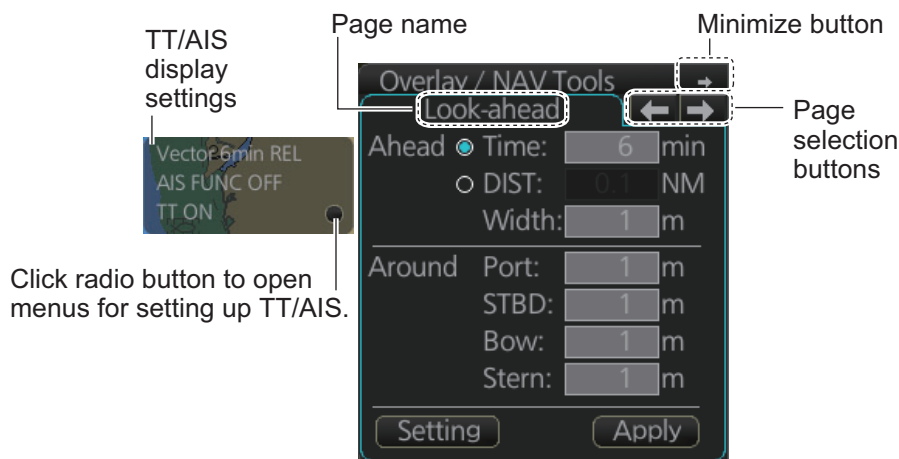 Page name
Minimize button
TT/AIS
display
settings
Overlay / NAV Tools
Look-ahead
Page
selection
buttons
Vector 6min REL
AIS FUNC OFF
TT ON
Click radio button to open
menus for setting up TT/AIS.
Ahead Time: 6 min
DIST: 0.1 NM
Width: 1 m
Around Port: 1 m
STBD: 1 m
Bow: 1 m
Stern: 1 m
Setting Apply